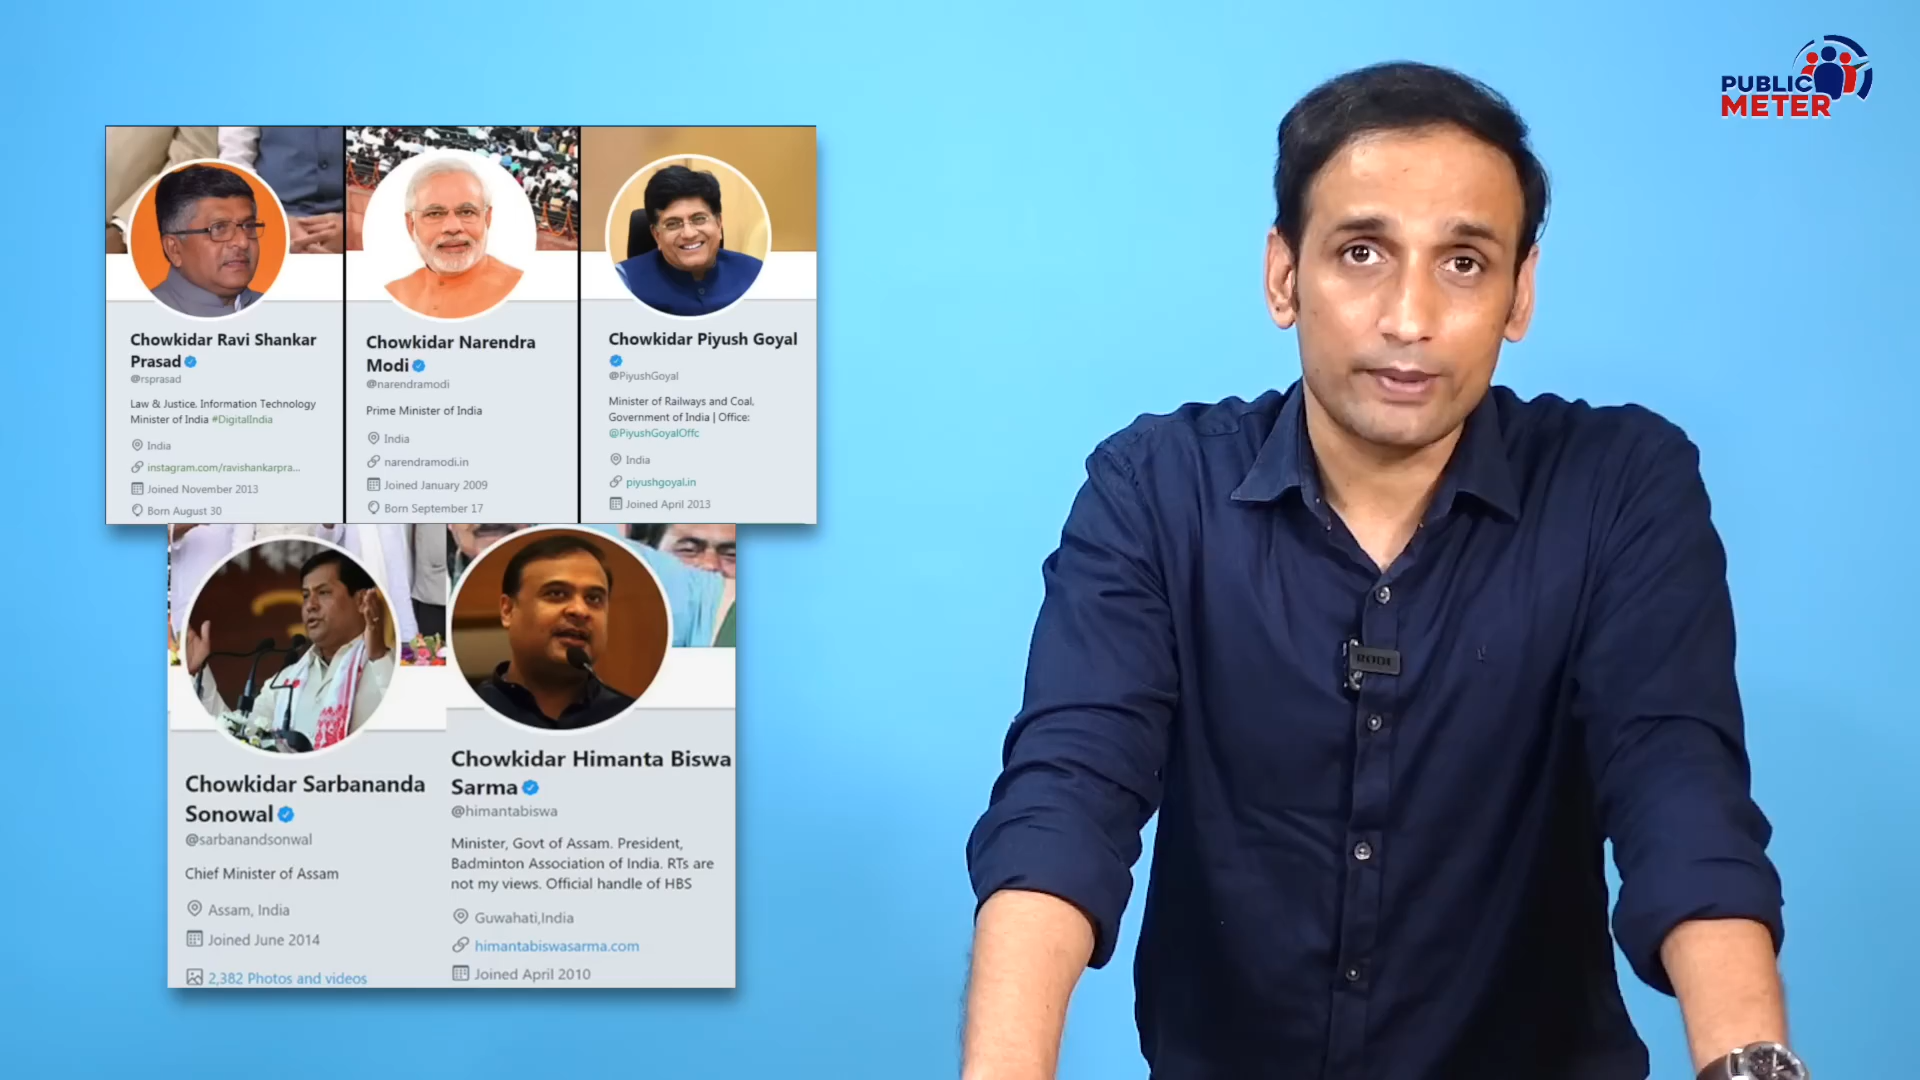 PUBLIC
METER
Chowkidar Ravi Shankar
Prasad
@rsprasad
Law & Justice, Information Technology
Minister of India #DigitalIndia
India
instagram.com/ravishankarpra...
Joined November 2013
Born August 30
Chowkidar Narendra
Modi
@narendramodi
Prime Minister of India
India
narendramodi.in
Joined January 2009
Born September 17
Chowkidar Piyush Goyal
@PiyushGoyal
Minister of Railways and Coal,
Government of India | Office:
@PiyushGoyalOffc
India
piyushgoyal.in
Joined April 2013
Chowkidar Sarbananda
Sonowal
@sarbanandsonwal
Chief Minister of Assam
Assam, India
Joined June 2014
2,382 Photos and videos
Chowkidar Himanta Biswa
Sarma
@himantabiswa
Minister, Govt of Assam. President,
Badminton Association of India. RTs are
not my views. Official handle of HBS
Guwahati,India
himantabiswasarma.com
Joined April 2010
RODE